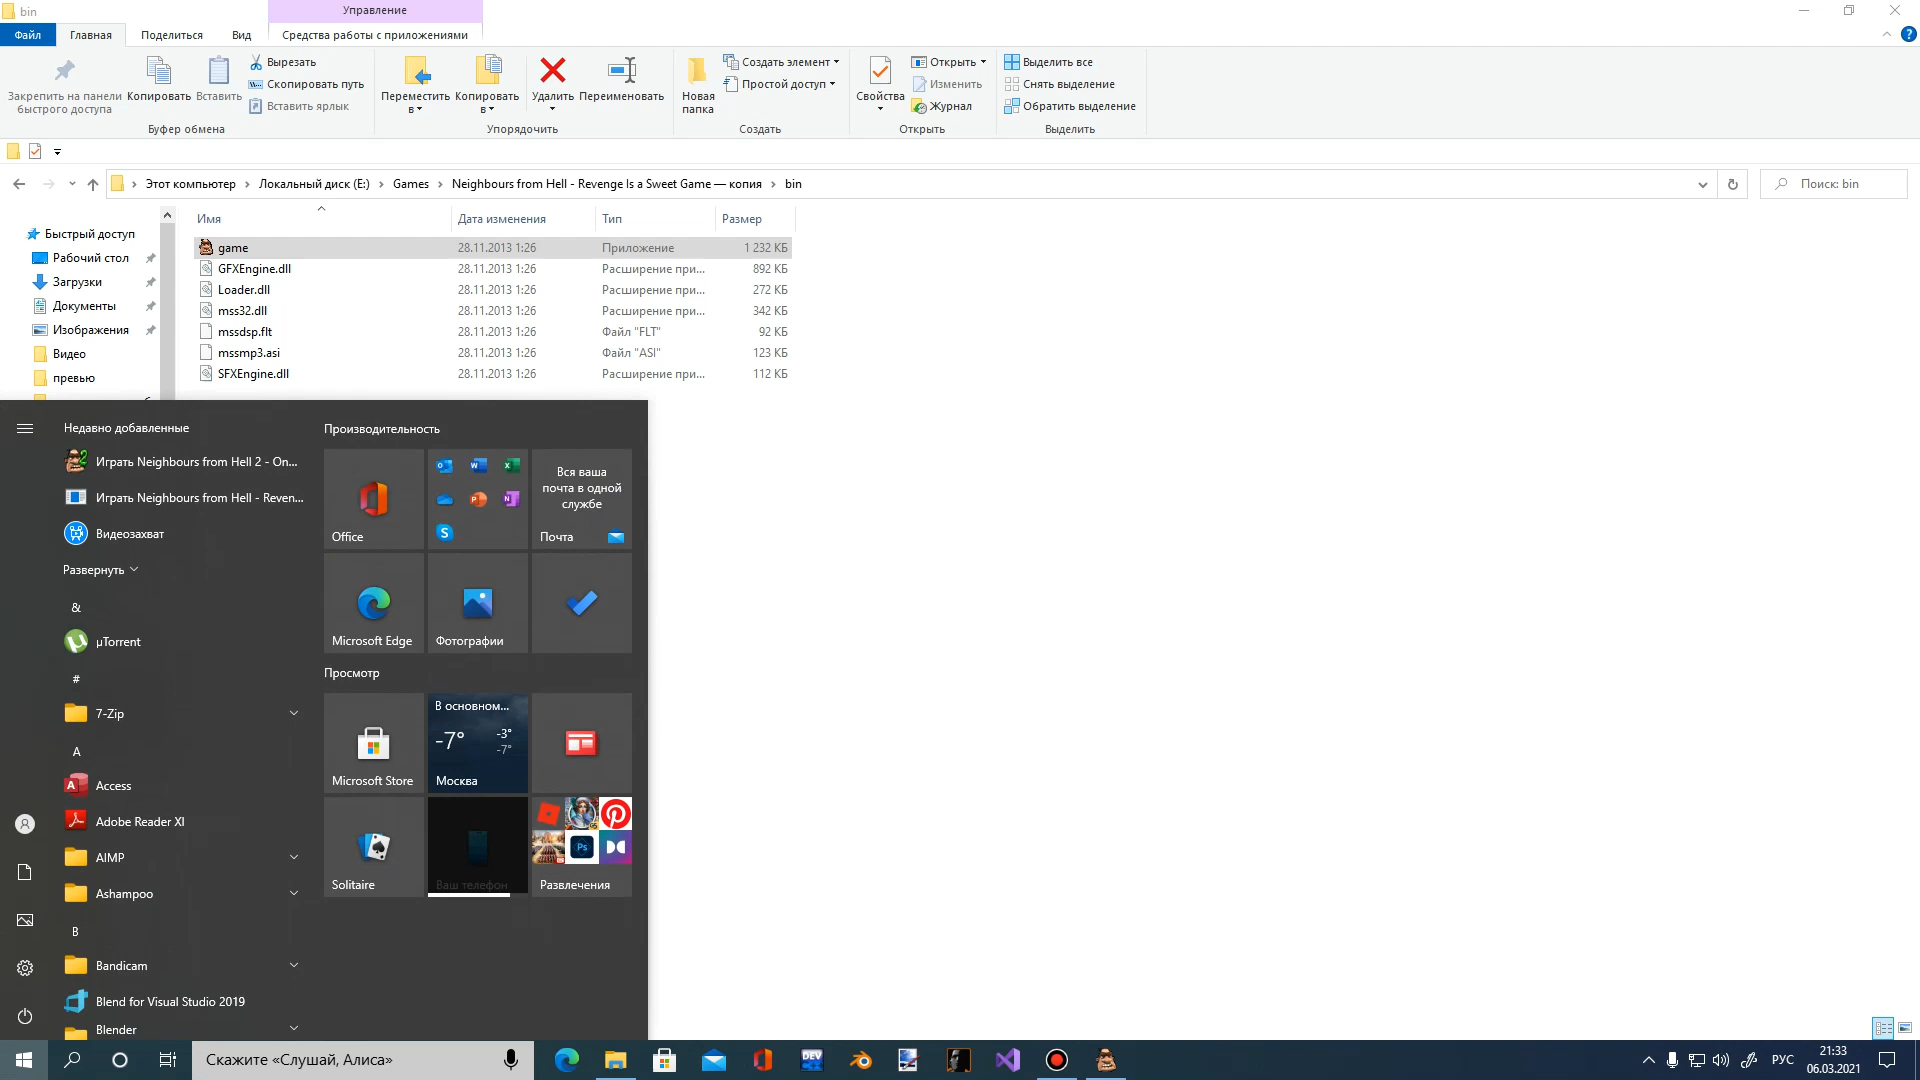 bin
Управление
Файл
Главная
Поделиться
Вид
Средства работы с приложениями
Закрепить на панели
быстрого доступа
Копировать
Вставить
Вырезать
Скопировать путь
Вставить ярлык
Буфер обмена
Переместить
в
Копировать
в
Удалить
Переименовать
Упорядочить
Новая
папка
Создать элемент
Простой доступ
Создать
Свойства
Открыть
Изменить
Журнал
Открыть
Выделить все
Снять выделение
Обратить выделение
Выделить
Этот компьютер
Локальный диск (E:)
Games
Neighbours from Hell - Revenge Is a Sweet Game — копия
bin
Поиск: bin
Имя
Дата изменения
Тип
Размер
game 28.11.2013 1:26 Приложение 1 232 КБ
GFXEngine.dll 28.11.2013 1:26 Расширение при... 892 КБ
Loader.dll 28.11.2013 1:26 Расширение при... 272 КБ
mss32.dll 28.11.2013 1:26 Расширение при... 342 КБ
mssdsp.flt 28.11.2013 1:26 Файл "FLT" 92 КБ
mssmp3.asi 28.11.2013 1:26 Файл "ASI" 123 КБ
SFXEngine.dll 28.11.2013 1:26 Расширение при... 112 КБ
Быстрый доступ
Рабочий стол
Загрузки
Документы
Изображения
Видео
превью
Недавно добавленные
Играть Neighbours from Hell 2 - On...
Играть Neighbours from Hell - Reven...
Видеозахват
Развернуть
&
µTorrent
#
7-Zip
A
Access
Adobe Reader XI
AIMP
Ashampoo
B
Bandicam
Blend for Visual Studio 2019
Blender
Производительность
Office
Вся ваша
почта в одной
службе
Почта
Microsoft Edge
Фотографии
Просмотр
Microsoft Store
В основном...
-7°
-3°
-7°
Москва
Solitaire
Ваш телефон
Ps
Развлечения
Скажите «Слушай, Алиса»
DEV
РУС
21:33
06.03.2021